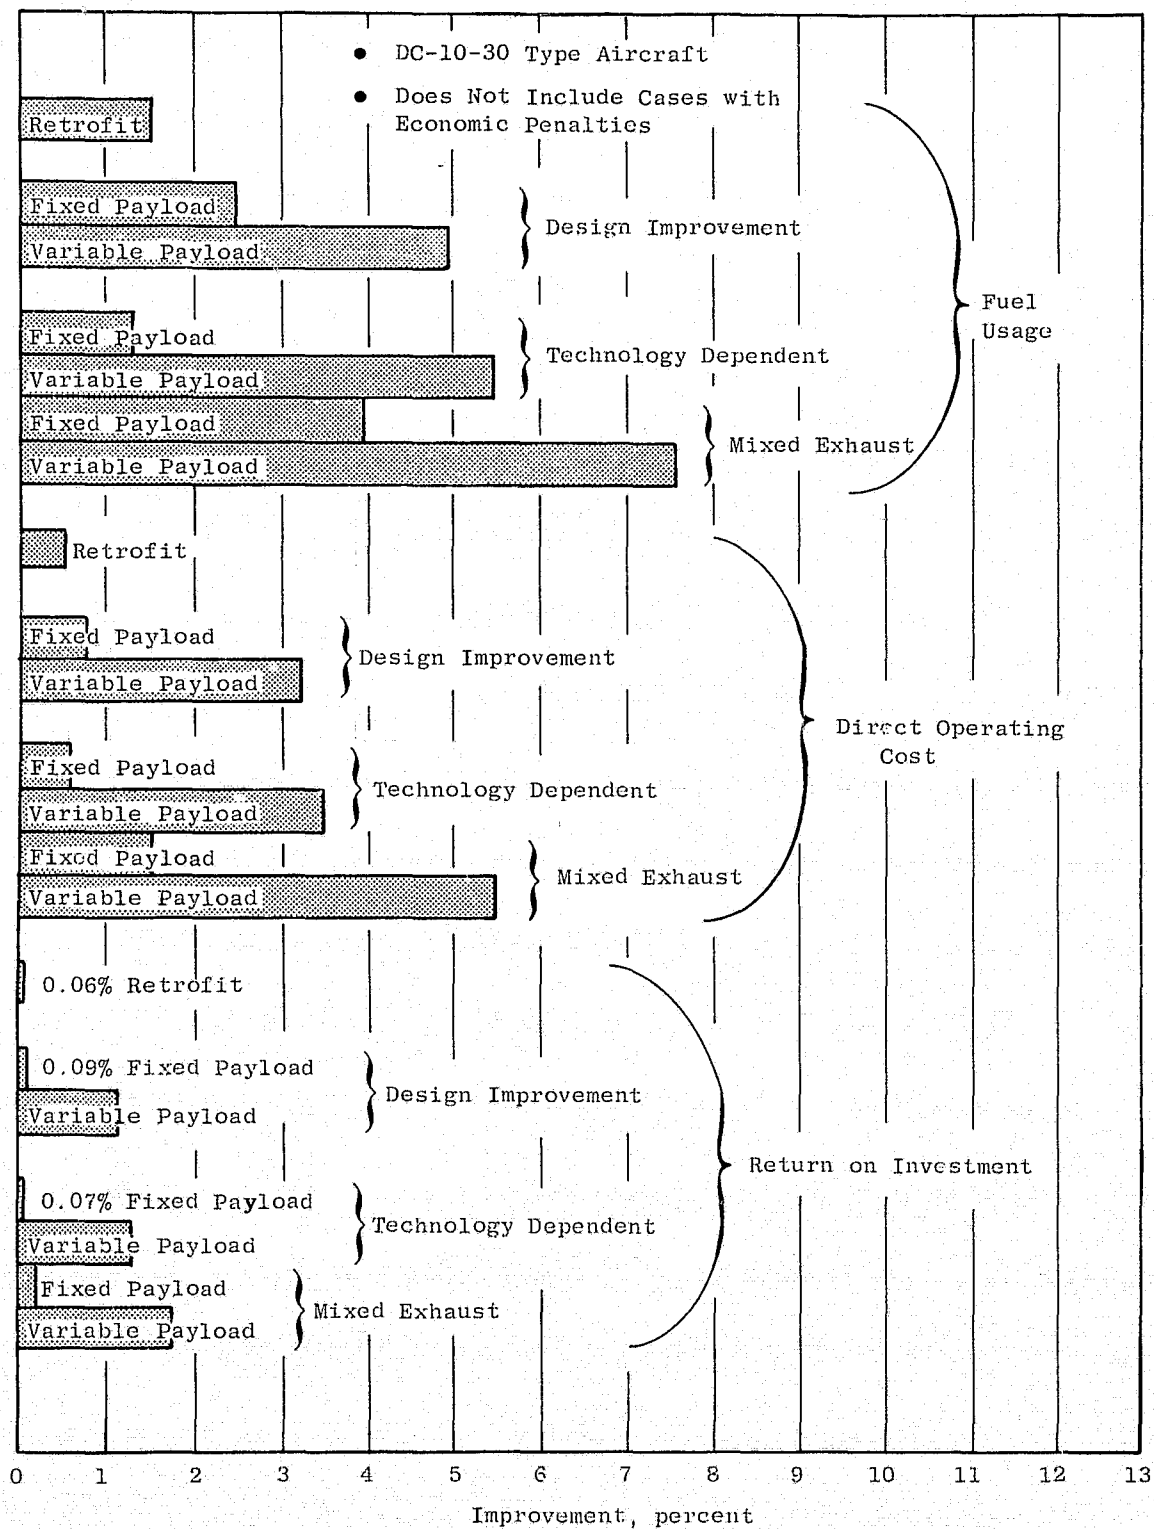 ● DC-10-30 Type Aircraft
● Does Not Include Cases with
Economic Penalties
Retrofit
Fixed Payload
Variable Payload
Design Improvement
Fixed Payload
Variable Payload
Technology Dependent
Fixed Payload
Variable Payload
Mixed Exhaust
Fuel
Usage
Retrofit
Fixed Payload
Variable Payload
Design Improvement
Fixed Payload
Variable Payload
Technology Dependent
Fixed Payload
Variable Payload
Mixed Exhaust
Direct Operating
Cost
0.06% Retrofit
0.09% Fixed Payload
Variable Payload
Design Improvement
0.07% Fixed Payload
Variable Payload
Technology Dependent
Fixed Payload
Variable Payload
Mixed Exhaust
Return on Investment
0 1 2 3 4 5 6 7 8 9 10 11 12 13
Improvement, percent